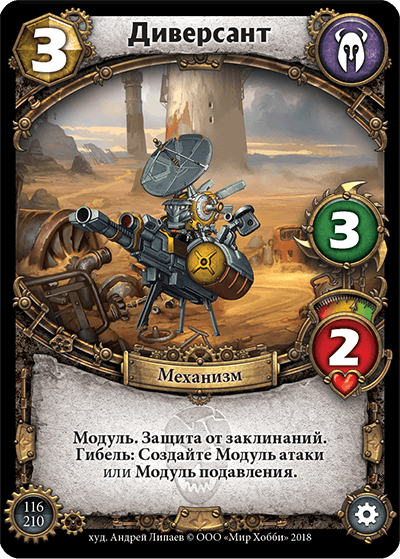 3
Диверсант
3
2
Механизм
Модуль. Защита от заклинаний.
Гибель: Создайте Модуль атаки
или Модуль подавления.
116
210
худ. Андрей Липаев © ООО «Мир Хобби» 2018